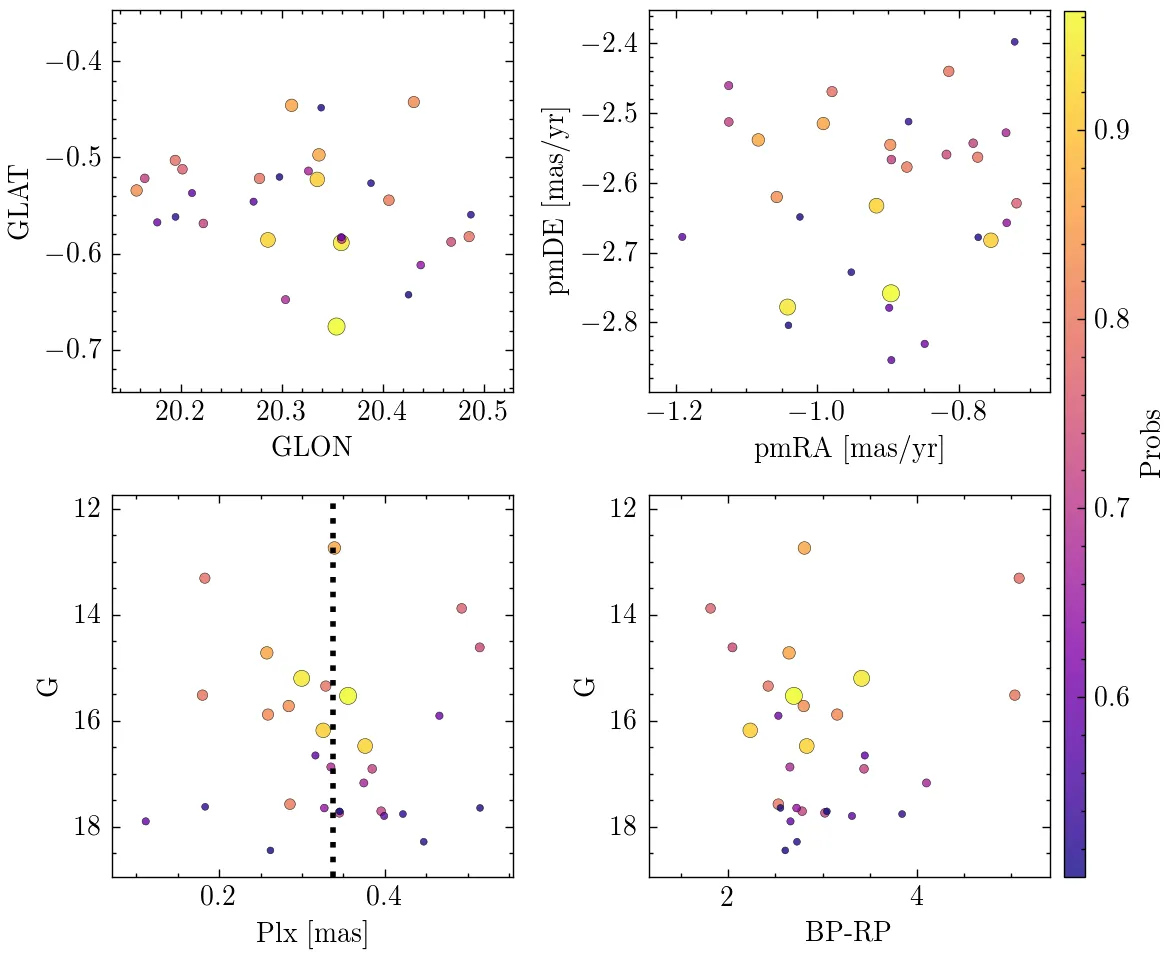 −0.4
−0.5
−0.6
−0.7
GLAT
20.2 20.3 20.4 20.5
GLON
−2.4
−2.5
−2.6
−2.7
−2.8
pmDE [mas/yr]
−1.2 −1.0 −0.8
pmRA [mas/yr]
12
14
16
18
G
0.2 0.4
Plx [mas]
12
14
16
18
G
2 4
BP-RP
0.9
0.8
0.7
0.6
Probs